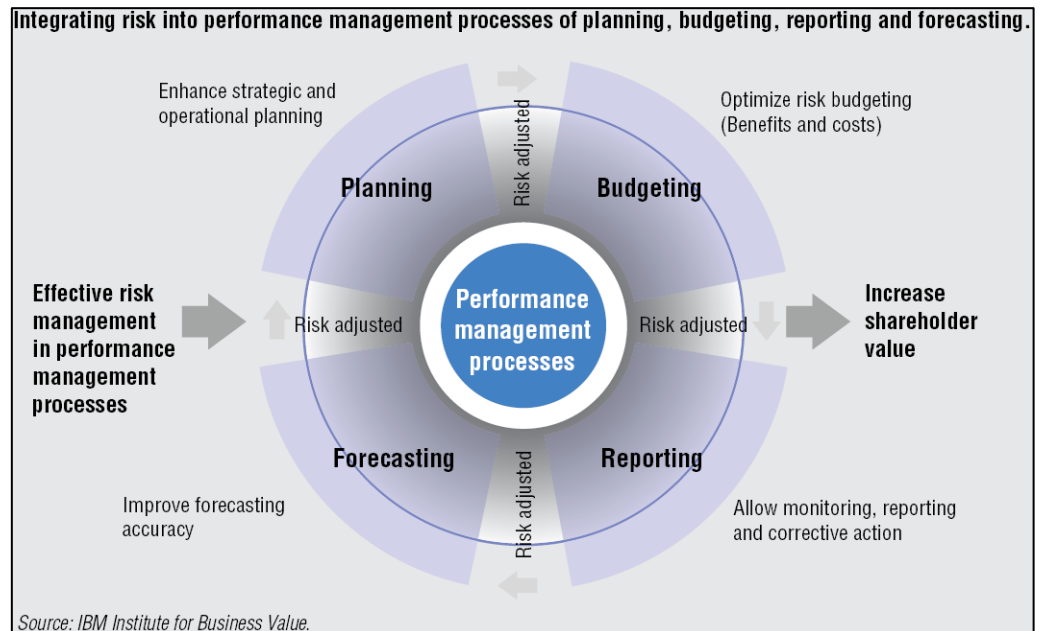 Integrating risk into performance management processes of planning, budgeting, reporting and forecasting.
Enhance strategic and
operational planning
Risk adjusted
Optimize risk budgeting
(Benefits and costs)
Planning
Budgeting
Effective risk
management
in performance
management
processes
Risk adjusted
Performance
management
processes
Risk adjusted
Increase
shareholder
value
Forecasting
Reporting
Improve forecasting
accuracy
Risk adjusted
Allow monitoring, reporting
and corrective action
Source: IBM Institute for Business Value.